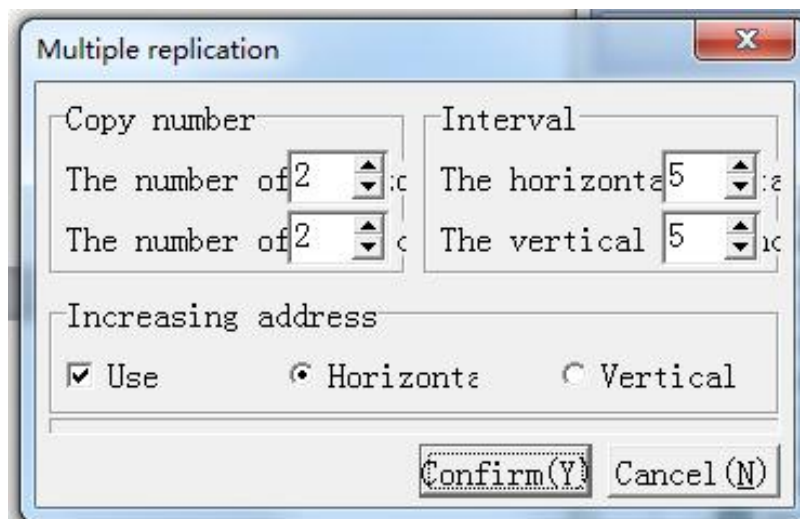 Multiple replication
Copy number
The number of 2
The number of 2
Interval
The horizonta 5
The vertical 5
Increasing address
Use Horizonta Vertical
Confirm(Y) Cancel(N)